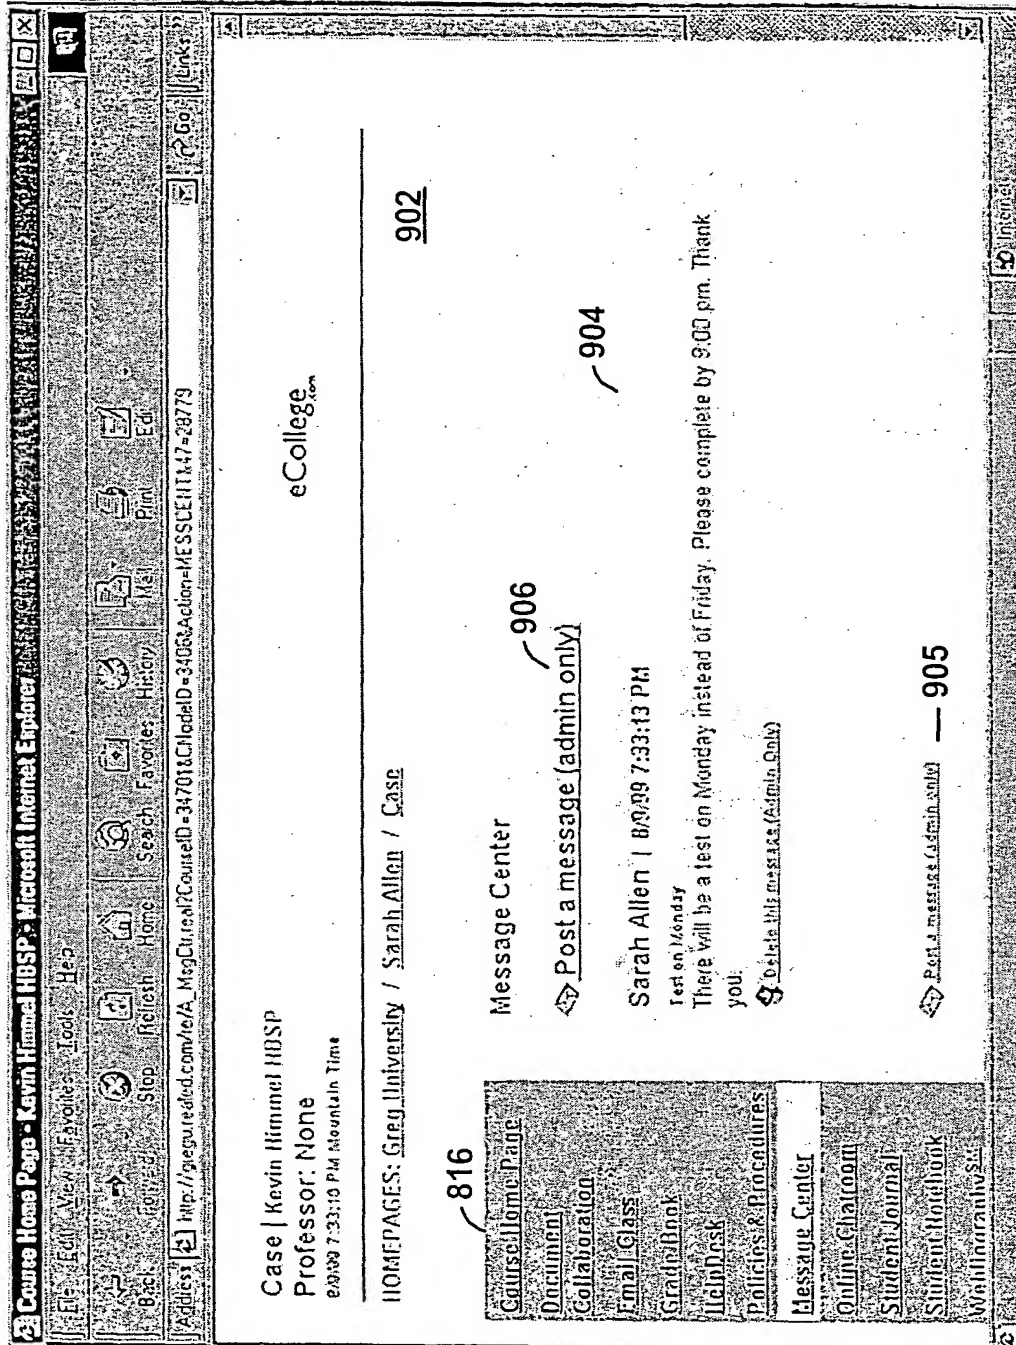 Course Home Page - Kevin Himmel HBSP - Microsoft Internet Explorer
File Edit View Favorites Tools Help
Back Forward Stop Refresh Home Search Favorites History Mail Print Edit
Address Go Links
Case | Kevin Himmel HBSP
Professor: None
7:33:10 PM Mountain Time
eCollege.com
HOMEPAGES: Greg University / Sarah Allen / Case
902
816
Course Home Page
Document
Collaboration
Email Class
GradeBook
HelpDesk
Policies & Procedures
Message Center
Online Chatroom
Student Journal
Student Notebook
Webliography
Message Center
Post a message (admin only)
906
904
Sarah Allen | 8/9/99 7:33:13 PM
Test on Monday
There will be a test on Monday instead of Friday. Please complete by 9:00 pm. Thank
you.
Delete this message (Admin Only)
Post a message (admin only)
905
Internet